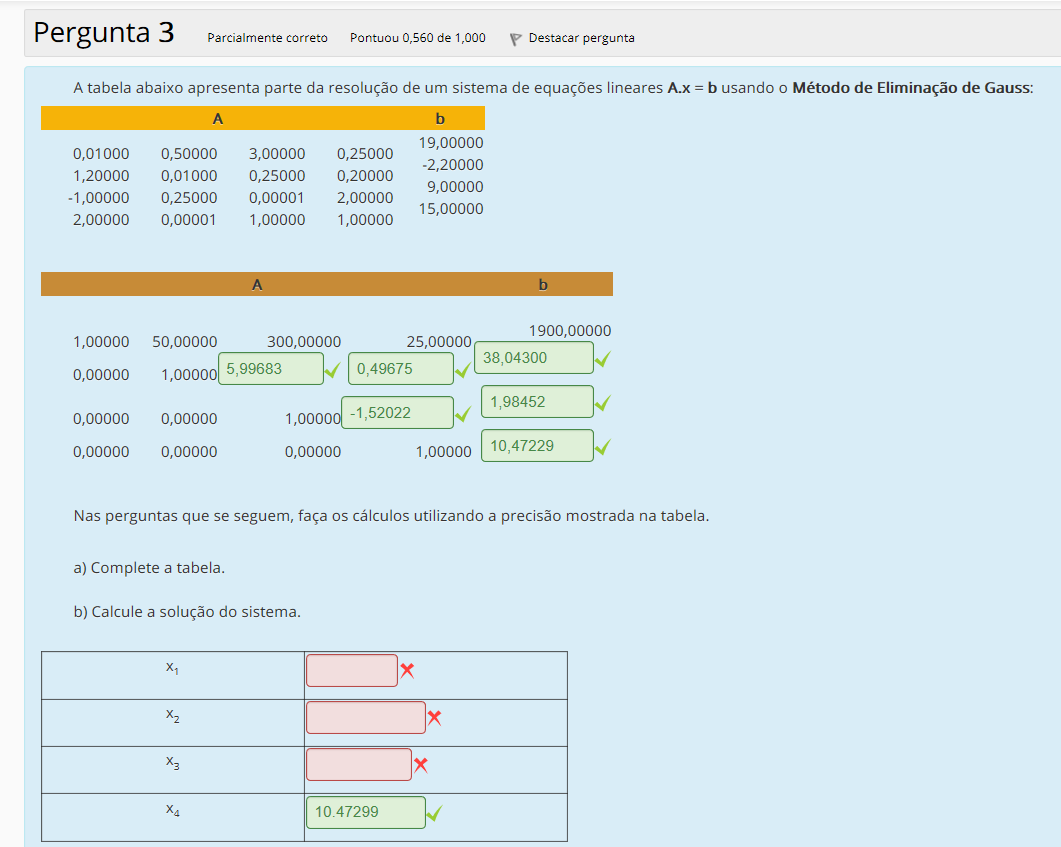 Pergunta 3 Parcialmente correto Pontuou 0,560 de 1,000 Destacar pergunta
A tabela abaixo apresenta parte da resolução de um sistema de equações lineares A.x = b usando o Método de Eliminação de Gauss:
A b
0,01000 0,50000 3,00000 0,25000 19,00000
1,20000 0,01000 0,25000 0,20000 -2,20000
-1,00000 0,25000 0,00001 2,00000 9,00000
2,00000 0,00001 1,00000 1,00000 15,00000
A b
1,00000 50,00000 300,00000 25,00000 1900,00000
0,00000 1,00000 5,99683 0,49675 38,04300
0,00000 0,00000 1,00000 -1,52022 1,98452
0,00000 0,00000 0,00000 1,00000 10,47229
Nas perguntas que se seguem, faça os cálculos utilizando a precisão mostrada na tabela.
a) Complete a tabela.
b) Calcule a solução do sistema.
x1
x2
x3
x4 10.47299